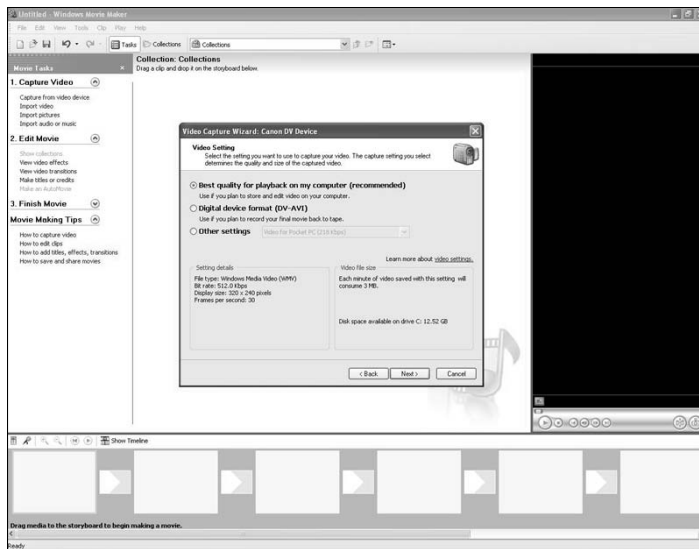 Untitled - Windows Movie Maker
File Edit View Tools Clip Play Help
Tasks Collections Collections
Movie Tasks
Collection: Collections
Drag a clip and drop it on the storyboard below.
1. Capture Video
Capture from video device
Import video
Import pictures
Import audio or music
2. Edit Movie
Show collections
View video effects
View video transitions
Make titles or credits
Make an AutoMovie
3. Finish Movie
Movie Making Tips
How to capture video
How to edit clips
How to add titles, effects, transitions
How to save and share movies
Video Capture Wizard: Canon DV Device
Video Setting
Select the setting you want to use to capture your video. The capture setting you select
determines the quality and size of the captured video.
Best quality for playback on my computer (recommended)
Use if you plan to store and edit video on your computer.
Digital device format (DV-AVI)
Use if you plan to record your final movie back to tape.
Other settings Video for Pocket PC (218 Kbps)
Learn more about video settings.
Setting details
File type: Windows Media Video (WMV)
Bit rate: 512.0 Kbps
Display size: 320 x 240 pixels
Frames per second: 30
Video file size
Each minute of video saved with this setting will
consume 3 MB.
Disk space available on drive C: 12.52 GB
< Back Next > Cancel
Show Timeline
Drag media to the storyboard to begin making a movie.
Ready